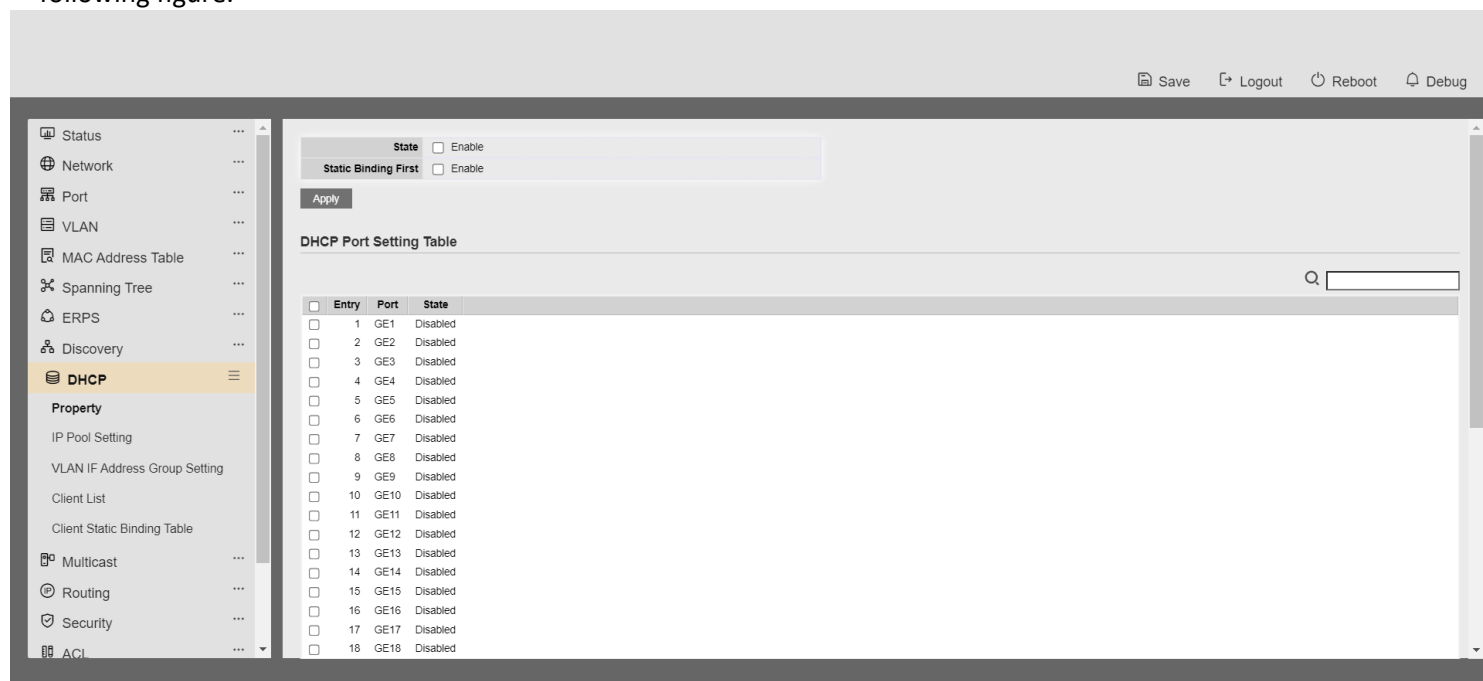 following figure.
Save Logout Reboot Debug
Status
Network
Port
VLAN
MAC Address Table
Spanning Tree
ERPS
Discovery
DHCP
Property
IP Pool Setting
VLAN IF Address Group Setting
Client List
Client Static Binding Table
Multicast
Routing
Security
ACL
State Enable
Static Binding First Enable
Apply
DHCP Port Setting Table
Entry Port State
1 GE1 Disabled
2 GE2 Disabled
3 GE3 Disabled
4 GE4 Disabled
5 GE5 Disabled
6 GE6 Disabled
7 GE7 Disabled
8 GE8 Disabled
9 GE9 Disabled
10 GE10 Disabled
11 GE11 Disabled
12 GE12 Disabled
13 GE13 Disabled
14 GE14 Disabled
15 GE15 Disabled
16 GE16 Disabled
17 GE17 Disabled
18 GE18 Disabled